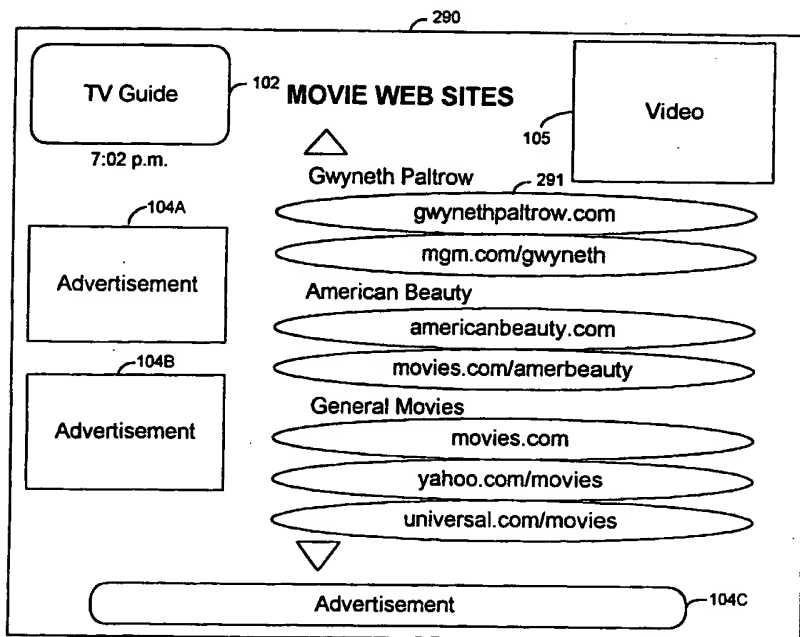 290
TV Guide
102
MOVIE WEB SITES
Video
105
7:02 p.m.
Gwyneth Paltrow
291
gwynethpaltrow.com
104A
mgm.com/gwyneth
Advertisement
American Beauty
americanbeauty.com
104B
movies.com/amerbeauty
Advertisement
General Movies
movies.com
yahoo.com/movies
universal.com/movies
Advertisement
104C